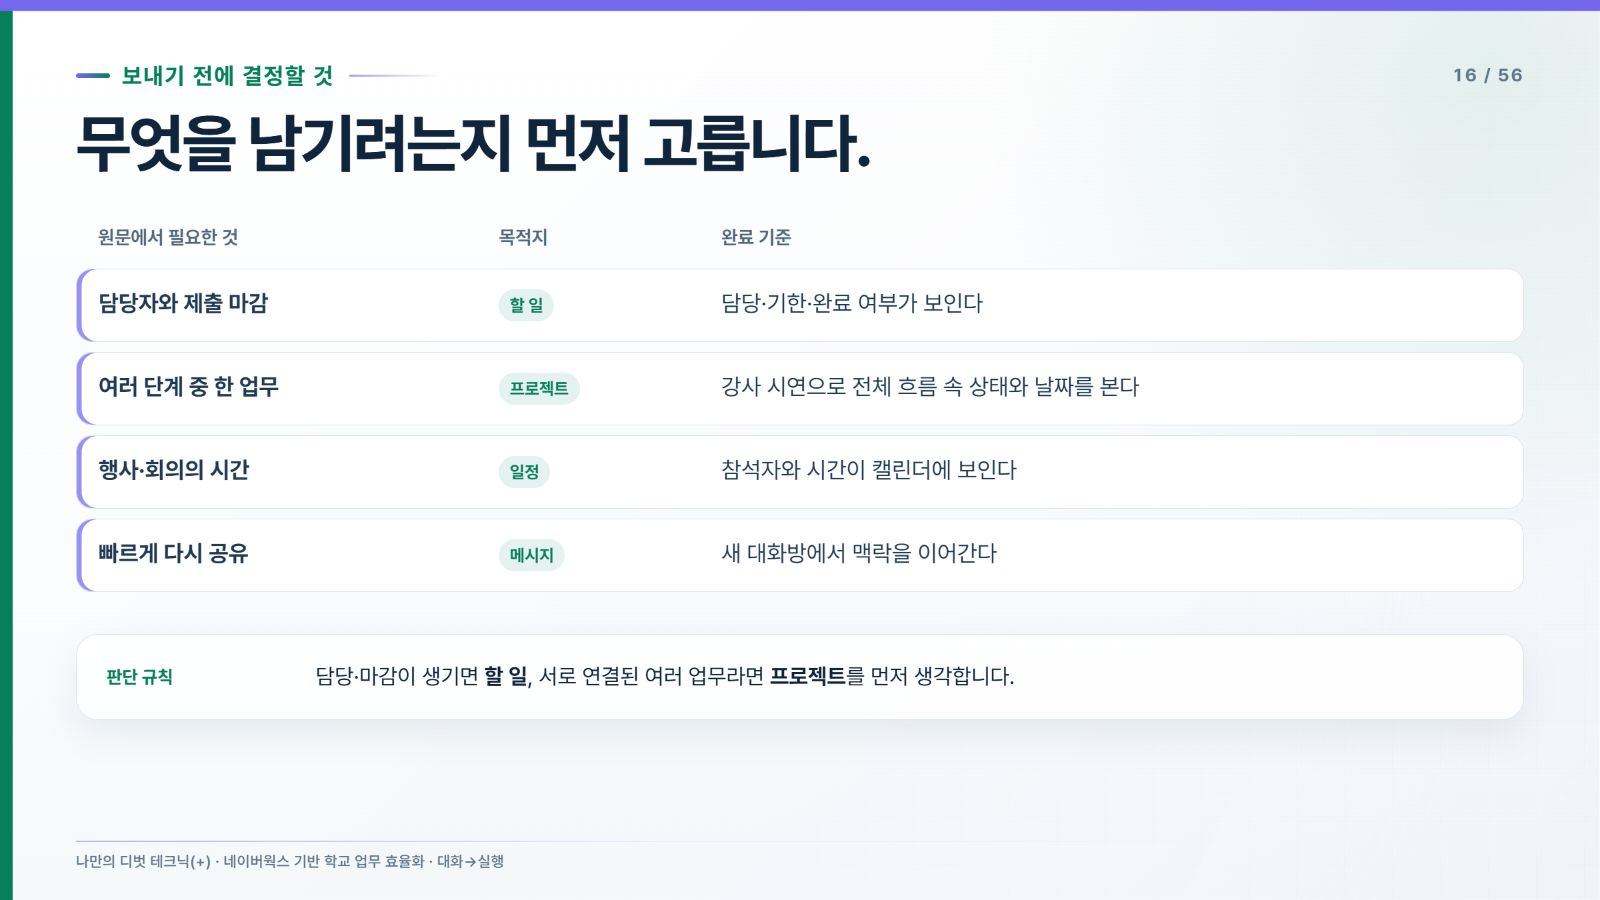 보내기 전에 결정할 것
16 / 56
무엇을 남기려는지 먼저 고릅니다.
원문에서 필요한 것 목적지 완료 기준
담당자와 제출 마감 할 일 담당·기한·완료 여부가 보인다
여러 단계 중 한 업무 프로젝트 강사 시연으로 전체 흐름 속 상태와 날짜를 본다
행사·회의의 시간 일정 참석자와 시간이 캘린더에 보인다
빠르게 다시 공유 메시지 새 대화방에서 맥락을 이어간다
판단 규칙 담당·마감이 생기면 할 일, 서로 연결된 여러 업무라면 프로젝트를 먼저 생각합니다.
나만의 디벗 테크닉(+) · 네이버웍스 기반 학교 업무 효율화 · 대화→실행